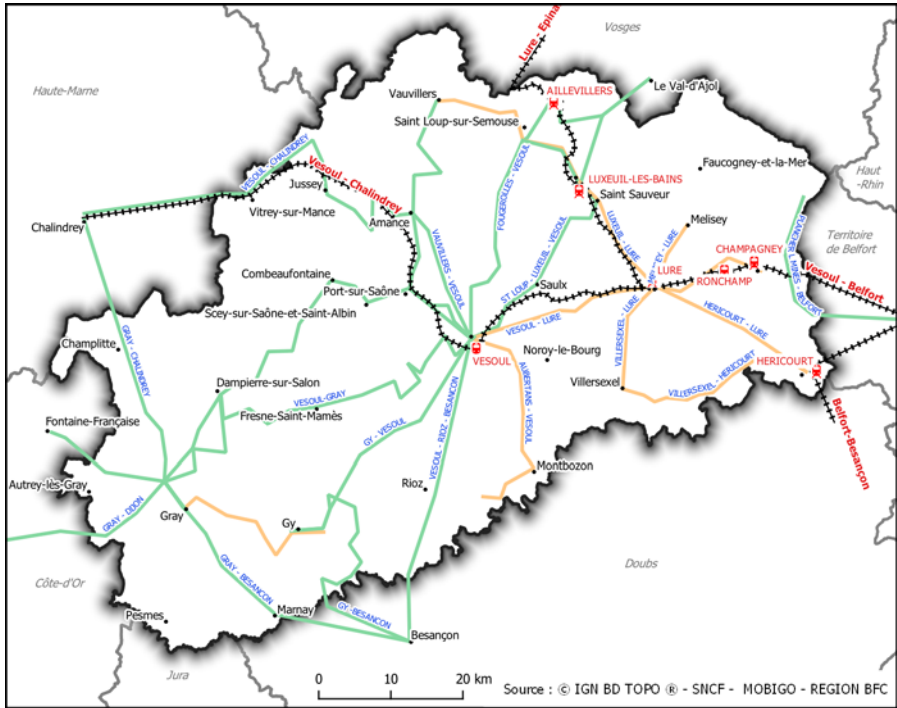 Vosges
Lure - Epina
Haute-Marne
Vauvillers
AILLEVILLERS
Le Val-d'Ajol
Saint Loup-sur-Semouse
VESOUL-CHALINDREY
Vesoul - Chalindrey
Jussey
Faucogney-et-la-Mer
Haut
-Rhin
LUXEUIL-LES-BAINS
Saint Sauveur
Vitrey-sur-Mance
Chalindrey
Amance
FOUGEROLLES - VESOUL
Melisey
Territoire
de Belfort
LUXEUIL - LURE
VAUVILLERS - VESOUL
ST LOUP - LUXEUIL - VESOUL
CHAMPAGNEY
LURE
RONCHAMP
Vesoul - Belfort
Combeaufontaine
Port-sur-Saône
Saulx
Scey-sur-Saône-et-Saint-Albin
- BELFORT
VESOUL - LURE
HERICOURT - LURE
VILLERSEXEL - LURE
GRAY - CHALINDREY
Champlitte
VESOUL
Noroy-le-Bourg
HERICOURT
Villersexel
VILLERSEXEL - HERICOURT
Dampierre-sur-Salon
VESOUL-GRAY
Fresne-Saint-Mamès
AUBERTANS - VESOUL
Fontaine-Française
GY - VESOUL
VESOUL - RIOZ - BESANCON
Belfort-Besançon
Montbozon
Autrey-lès-Gray
Rioz
GRAY - DIJON
Gray
Gy
Doubs
GRAY - BESANCON
Côte-d'Or
Pesmes
Marnay
GY -BESANCON
Besançon
Jura
0 10 20 km
Source : © IGN BD TOPO ® - SNCF - MOBIGO - REGION BFC